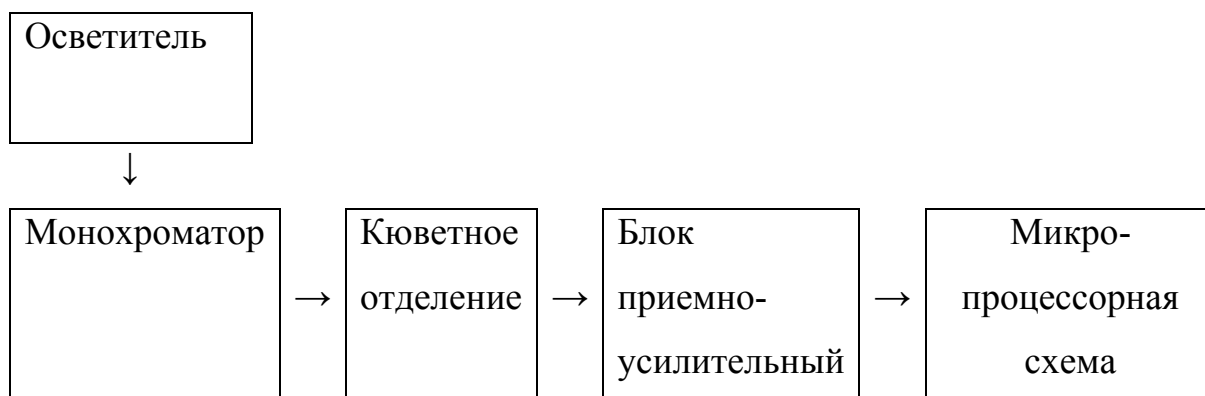 Осветитель
↓
Монохроматор
→
Кюветное
отделение
→
Блок
приемно-
усилительный
→
Микро-
процессорная
схема